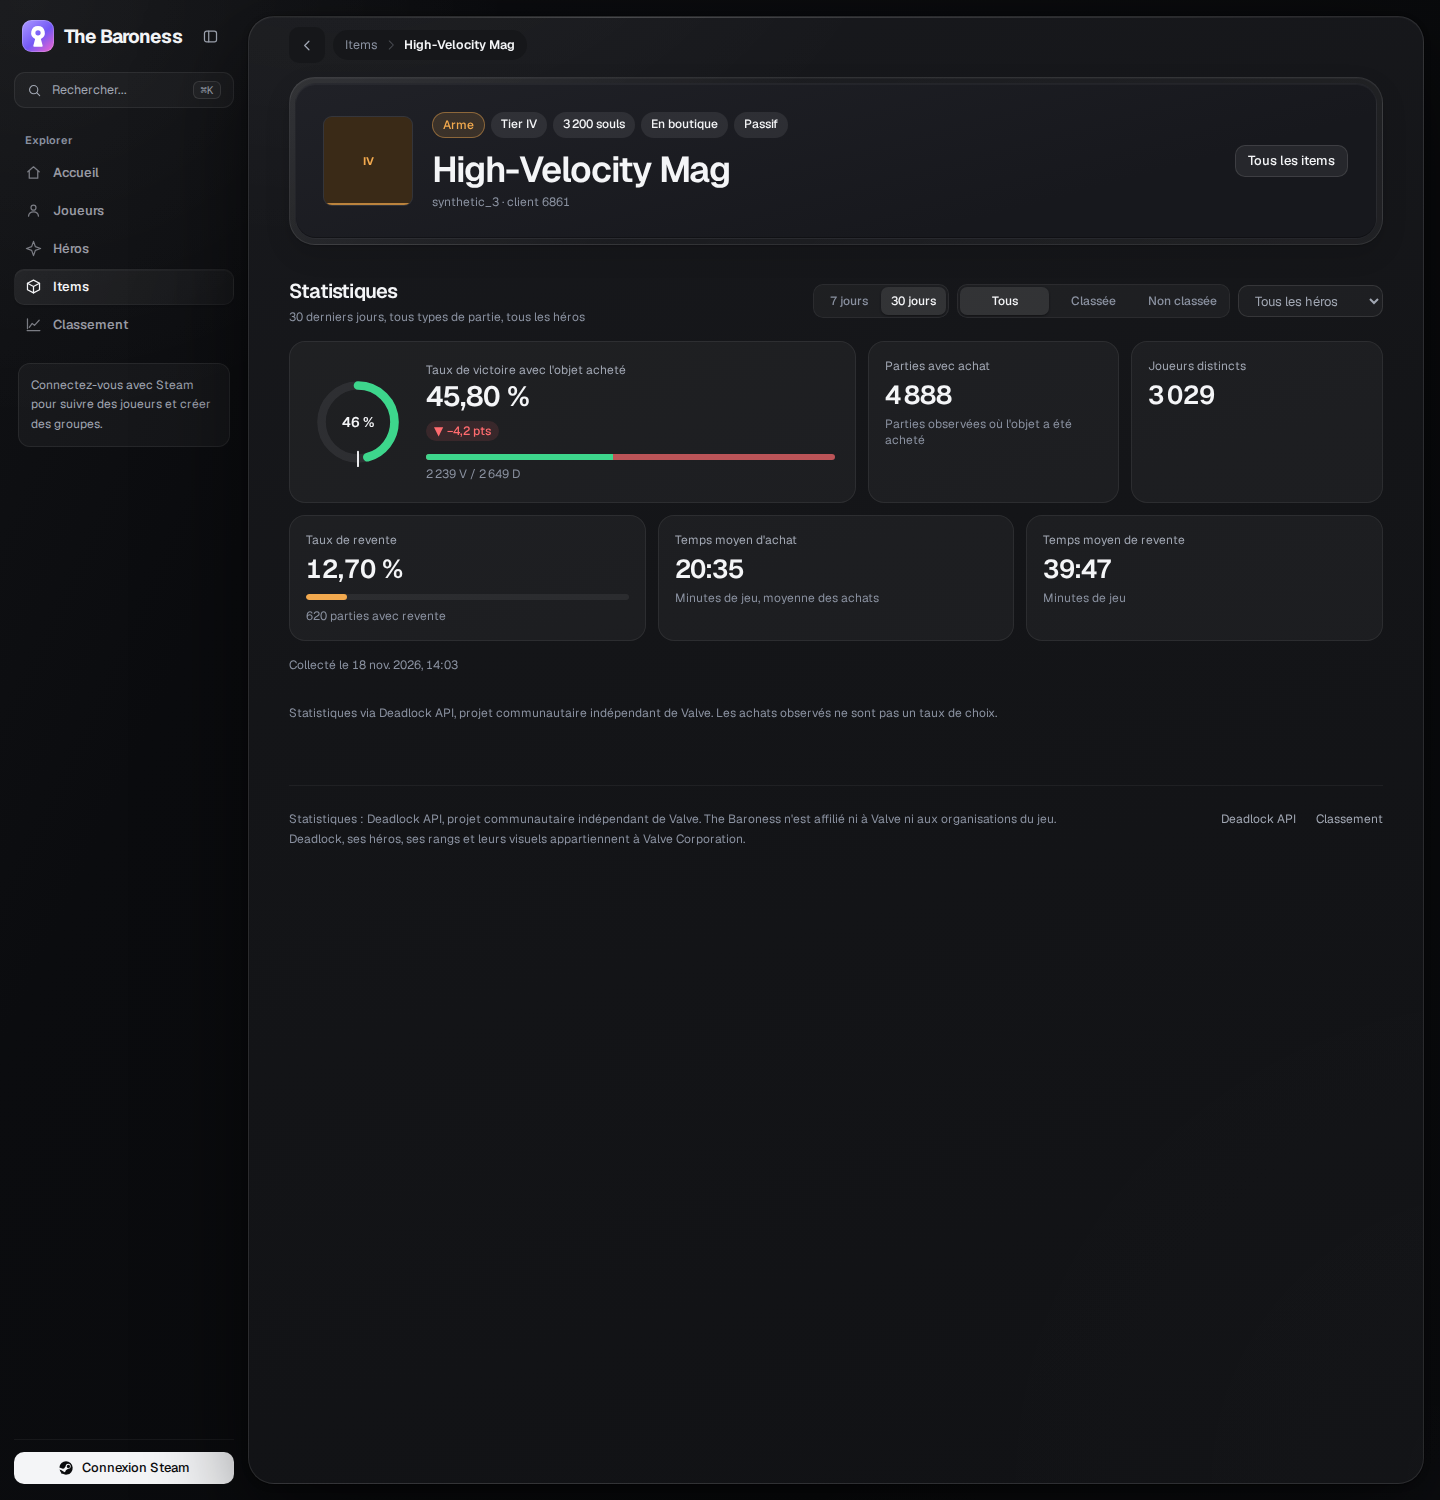 The Baroness
Rechercher...
⌘K
Explorer
Accueil
Joueurs
Héros
Items
Classement
Connectez-vous avec Steam
pour suivre des joueurs et créer
des groupes.
Connexion Steam
Items
High-Velocity Mag
IV
Arme
Tier IV
3 200 souls
En boutique
Passif
High-Velocity Mag
synthetic_3 · client 6861
Tous les items
Statistiques
30 derniers jours, tous types de partie, tous les héros
7 jours
30 jours
Tous
Classée
Non classée
Tous les héros
46 %
Taux de victoire avec l'objet acheté
45,80 %
▼ −4,2 pts
2 239 V / 2 649 D
Parties avec achat
4 888
Parties observées où l'objet a été
acheté
Joueurs distincts
3 029
Taux de revente
12,70 %
620 parties avec revente
Temps moyen d'achat
20:35
Minutes de jeu, moyenne des achats
Temps moyen de revente
39:47
Minutes de jeu
Collecté le 18 nov. 2026, 14:03
Statistiques via Deadlock API, projet communautaire indépendant de Valve. Les achats observés ne sont pas un taux de choix.
Statistiques : Deadlock API, projet communautaire indépendant de Valve. The Baroness n'est affilié ni à Valve ni aux organisations du jeu.
Deadlock, ses héros, ses rangs et leurs visuels appartiennent à Valve Corporation.
Deadlock API
Classement